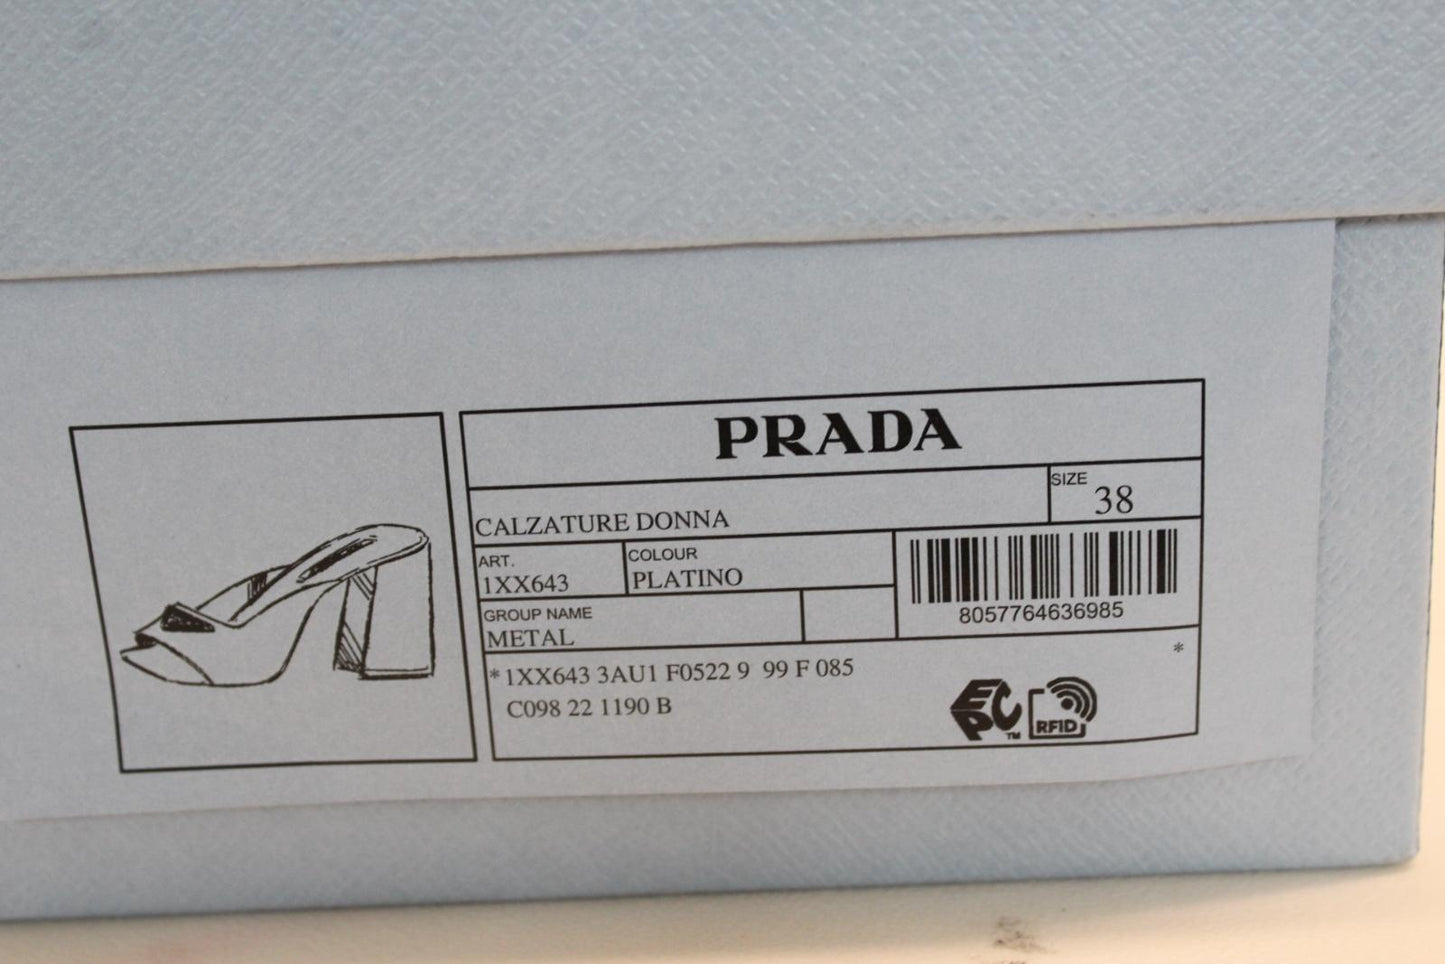 PRADA
CALZATURE DONNA
SIZE
38
ART.
1XX643
COLOUR
PLATINO
8057764636985
GROUP NAME
METAL
*1XX643 3AU1 F0522 9 99 F 085 *
C098 22 1190 B
EPC™
RFID